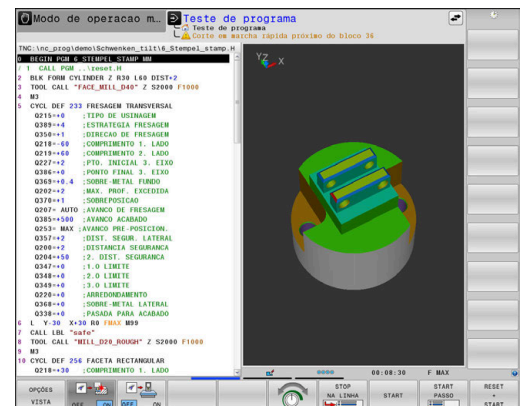 Modo de operacao m...
Teste de programa
Teste de programa
Corte em marcha rápida próximo do bloco 36
TNC:\nc_prog\demo\Schwenken_tilt\6_Stempel_stamp.H
0 BEGIN PGM 6_STEMPEL_STAMP MM
/ 1 CALL PGM ..\reset.H
2 BLK FORM CYLINDER Z R30 L60 DIST+2
3 TOOL CALL "FACE_MILL_D40" Z S2000 F1000
4 M3
5 CYCL DEF 233 FRESAGEM TRANSVERSAL
Q215=+0 ;TIPO DE USINAGEM
Q389=+4 ;ESTRATEGIA FRESAGEM
Q350=+1 ;DIRECAO DE FRESAGEM
Q218=-60 ;COMPRIMENTO 1. LADO
Q219=+60 ;COMPRIMENTO 2. LADO
Q227=+2 ;PTO. INICIAL 3. EIXO
Q386=+0 ;PONTO FINAL 3. EIXO
Q369=+0.4 ;SOBRE-METAL FUNDO
Q202=+2 ;MAX. PROF. EXCEDIDA
Q370=+1 ;SOBREPOSICAO
Q207= AUTO ;AVANCO DE FRESAGEM
Q385=+500 ;AVANCO ACABADO
Q253= MAX ;AVANCO PRE-POSICION.
Q357=+2 ;DIST. SEGUR. LATERAL
Q200=+2 ;DISTANCIA SEGURANCA
Q204=+50 ;2. DIST. SEGURANCA
Q347=+0 ;1.O LIMITE
Q348=+0 ;2.O LIMITE
Q349=+0 ;3.O LIMITE
Q220=+0 ;ARREDONDAMENTO
Q368=+0 ;SOBRE-METAL LATERAL
Q338=+0 ;PASADA PARA ACABADO
6 L Y-30 X+30 R0 FMAX M99
7 CALL LBL "safe"
8 TOOL CALL "MILL_D20_ROUGH" Z S2000 F1000
9 M3
10 CYCL DEF 256 FACETA RECTANGULAR
Q218=+30 ;COMPRIMENTO 1. LADO
YZ X
0000 00:08:30 F MAX
OPÇÕES
VISTA
OFF ON
OFF ON
STOP
NA LINHA
START
START
PASSO
RESET
+
START